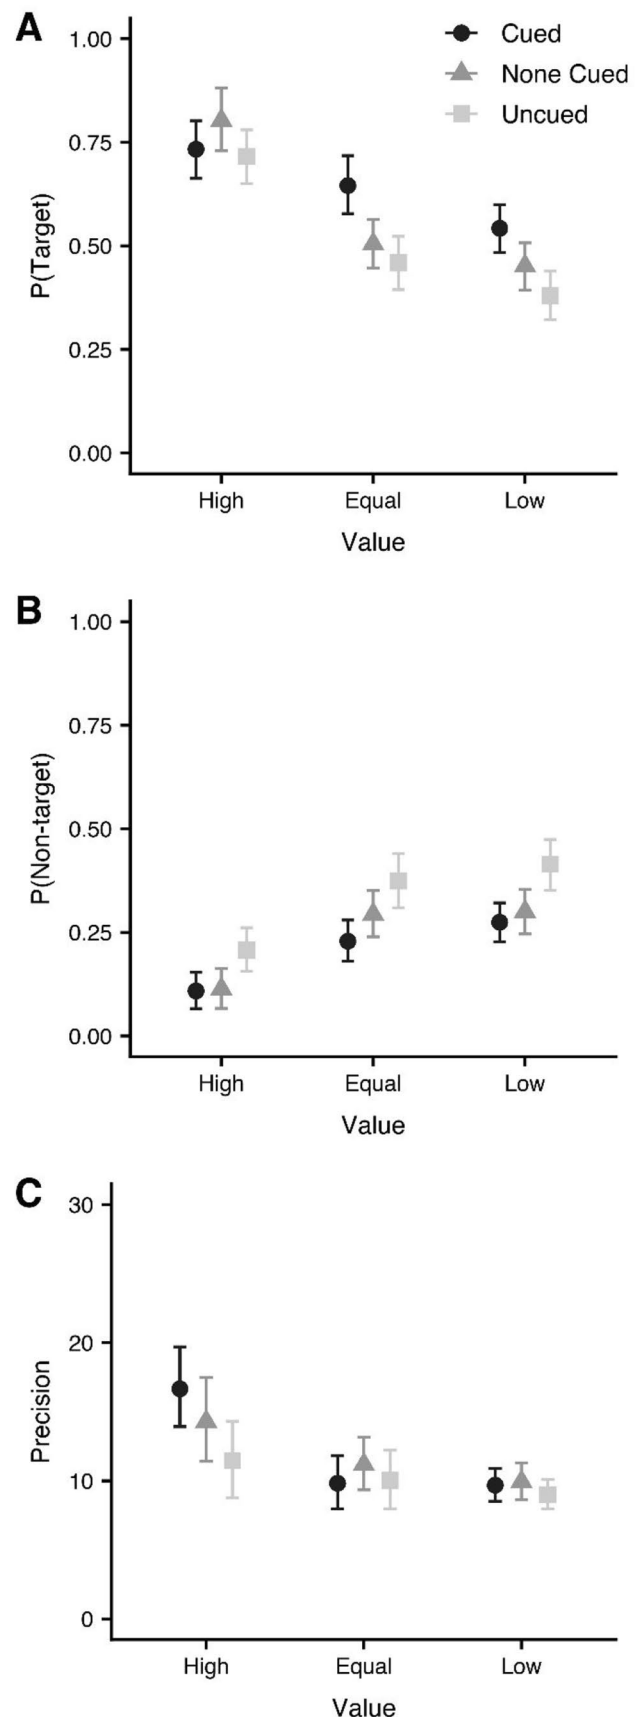 A
Cued
None Cued
Uncued
P(Target)
1.00
0.75
0.50
0.25
0.00
High Equal Low
Value
B
P(Non-target)
1.00
0.75
0.50
0.25
0.00
High Equal Low
Value
C
Precision
30
20
10
0
High Equal Low
Value